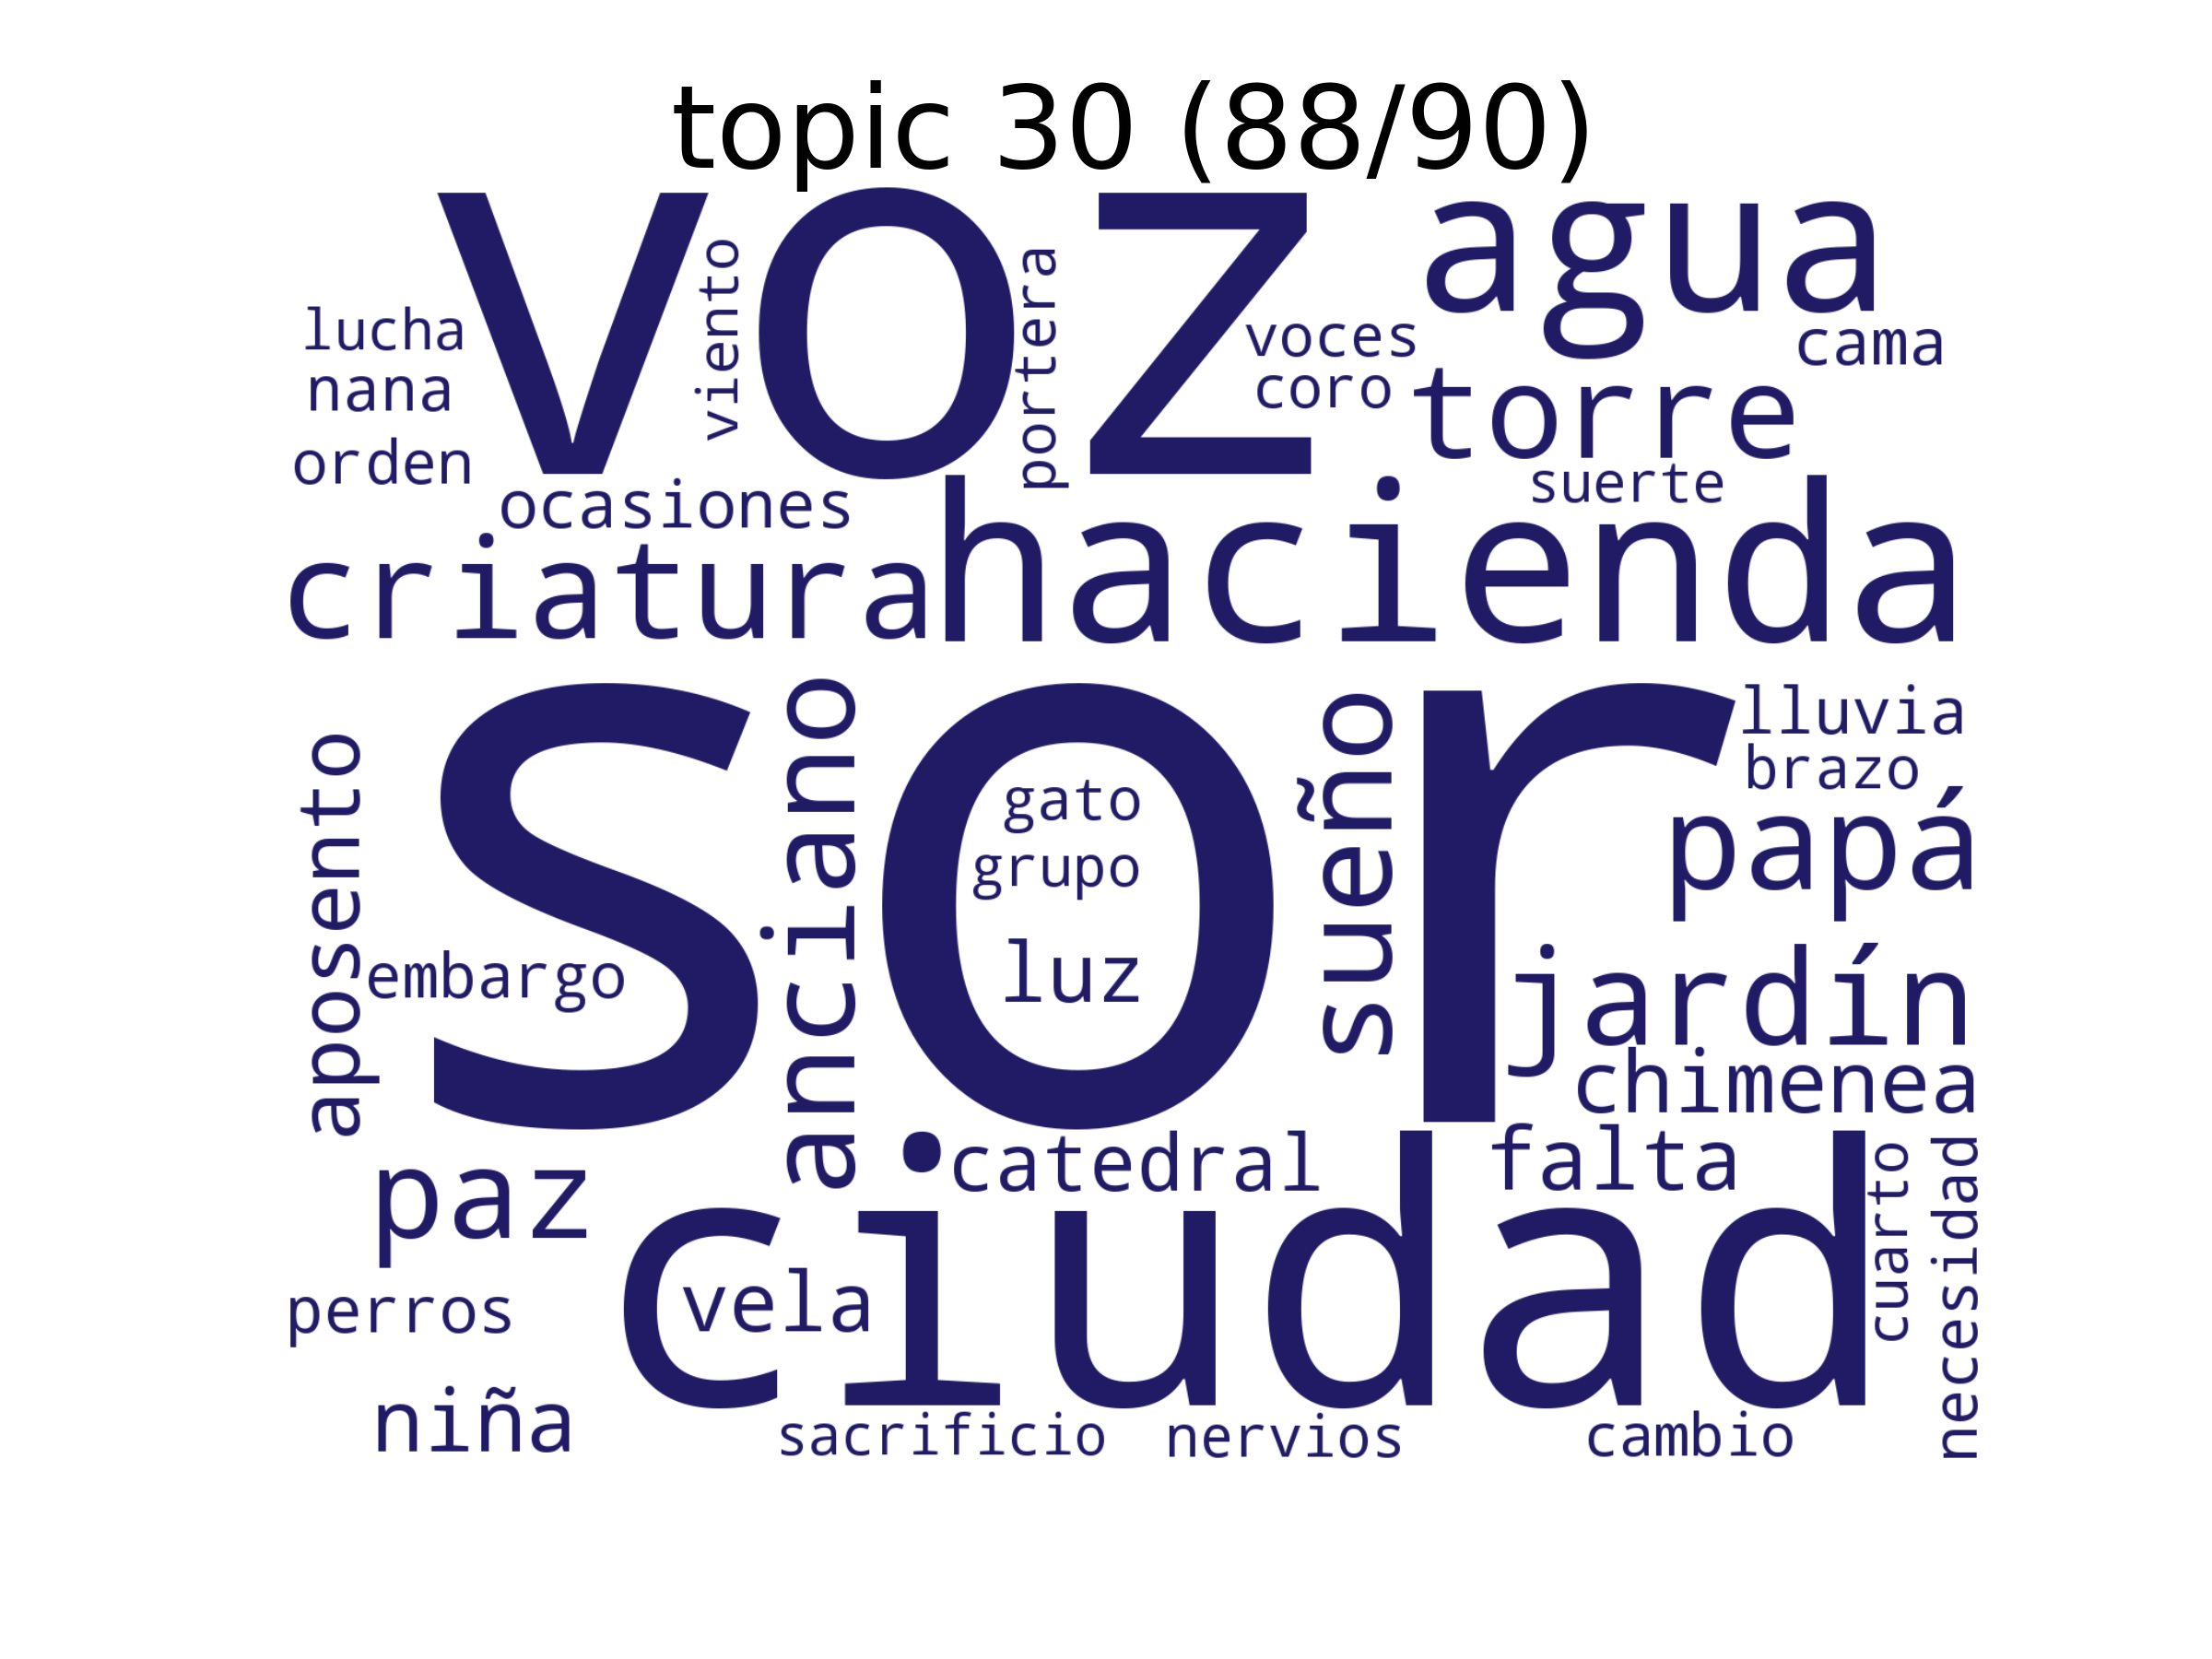 topic 30 (88/90)
voz
agua
viento
portera
lucha
voces
cama
nana
coro
torre
orden
suerte
ocasiones
criatura
hacienda
sor
anciano
sueño
lluvia
brazo
aposento
gato
papá
grupo
embargo
luz
jardín
chimenea
catedral
falta
paz
ciudad
cuarto
necesidad
vela
perros
niña
sacrificio
nervios
cambio